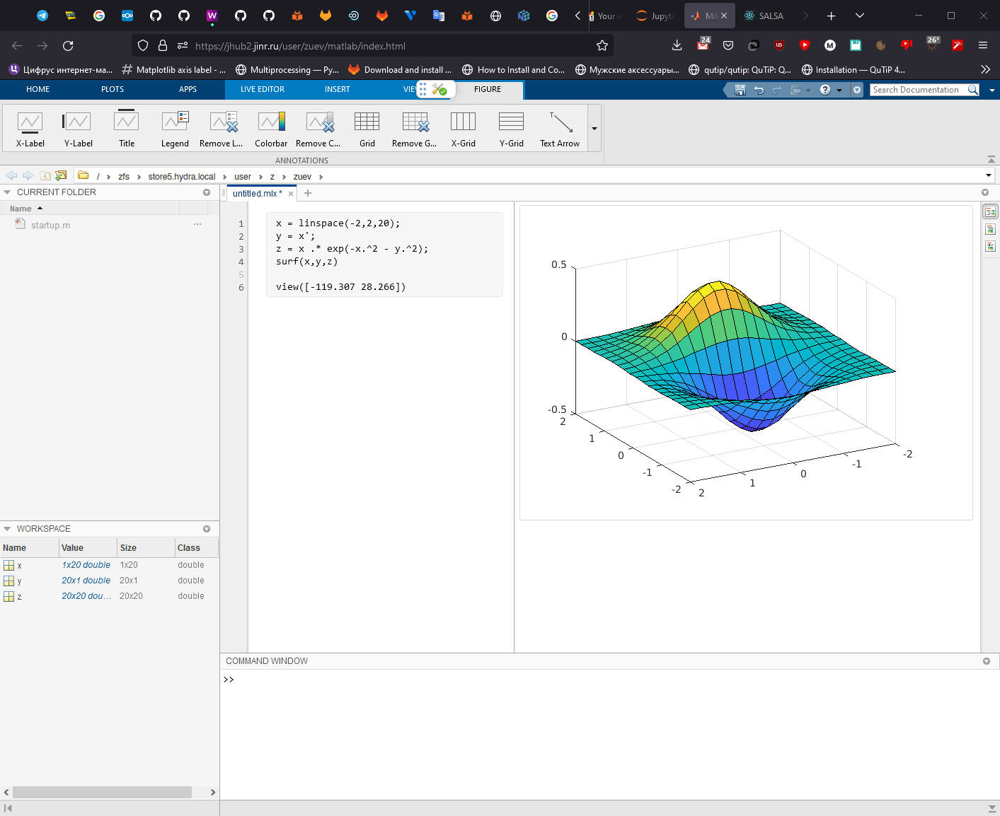 Your a
Jupyte
MA
SALSA
https://jhub2.jinr.ru/user/zuev/matlab/index.html
24
UD
M
26°
Цифрус интернет-ма...
Matplotlib axis label - ...
Multiprocessing — Py...
Download and install ...
How to Install and Co...
Мужские аксессуары...
qutip/qutip: QuTiP: Q...
Installation — QuTiP 4...
HOME
PLOTS
APPS
LIVE EDITOR
INSERT
VIE
FIGURE
Search Documentation
X-Label
Y-Label
Title
Legend
Remove L...
Colorbar
Remove C...
Grid
Remove G...
X-Grid
Y-Grid
Text Arrow
ANNOTATIONS
/ › zfs › store5.hydra.local › user › z › zuev ›
CURRENT FOLDER
Name
startup.m
untitled.mlx *
1 x = linspace(-2,2,20);
2 y = x';
3 z = x .* exp(-x.^2 - y.^2);
4 surf(x,y,z)
5
6 view([-119.307 28.266])
0.5
0
-0.5
2
1
0
-1
-2
2
1
0
-1
-2
WORKSPACE
Name Value Size Class
x 1x20 double 1x20 double
y 20x1 double 20x1 double
z 20x20 dou... 20x20 double
COMMAND WINDOW
>>